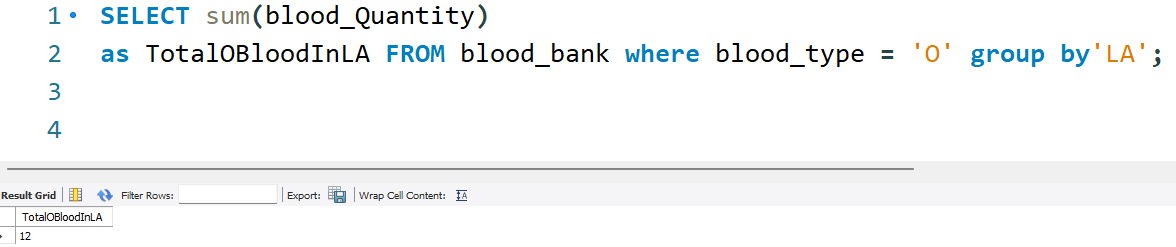 1 SELECT sum(blood_Quantity)
2 as TotalOBloodInLA FROM blood_bank where blood_type = 'O' group by'LA';
3
4
Result Grid Filter Rows: Export: Wrap Cell Content:
TotalOBloodInLA
12